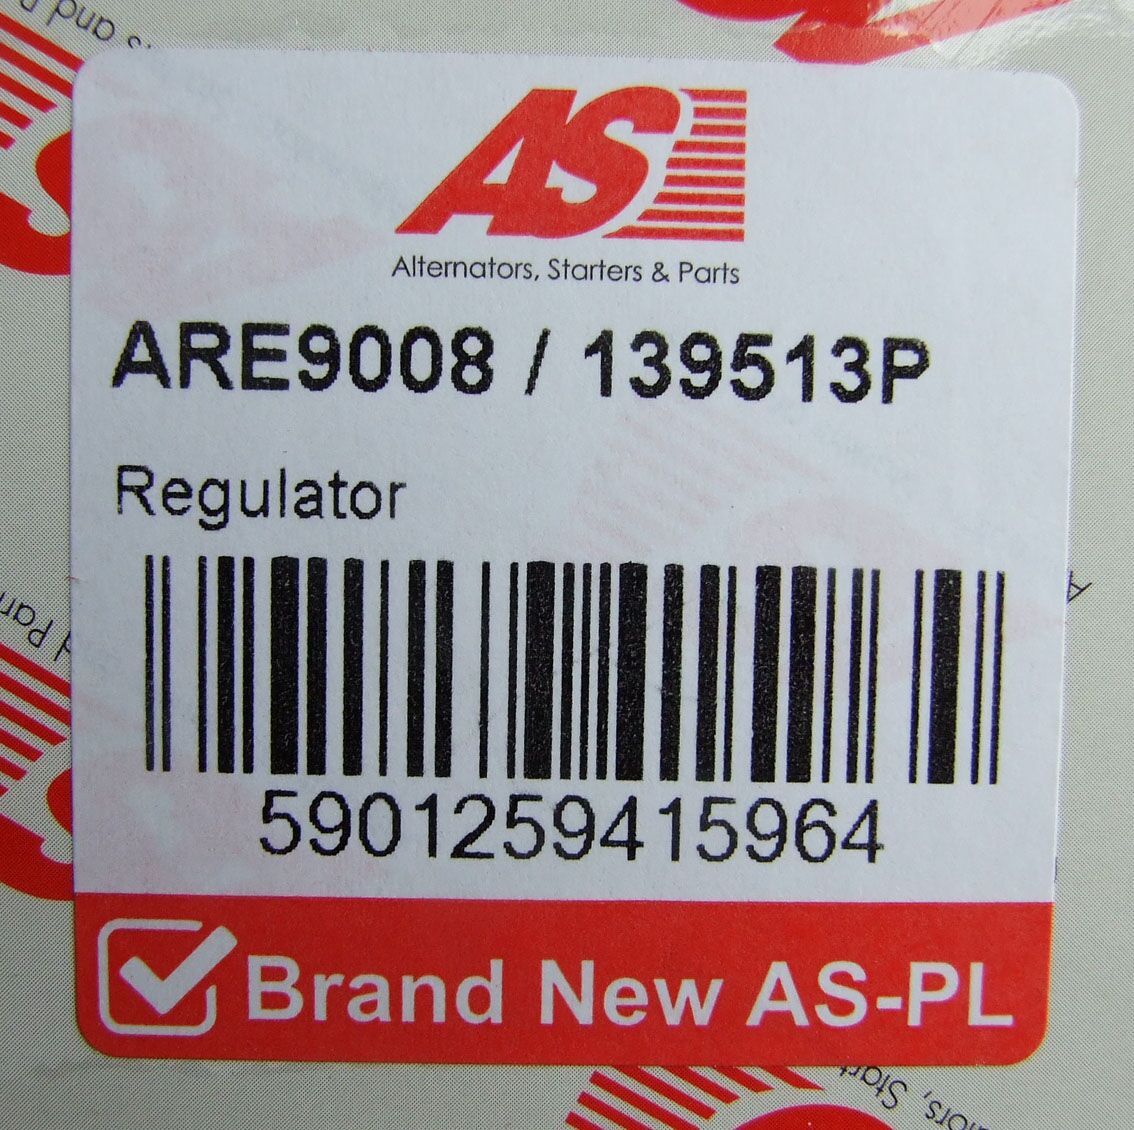 AS
Alternators, Starters & Parts
ARE9008 / 139513P
Regulator
5901259415964
Brand New AS-PL